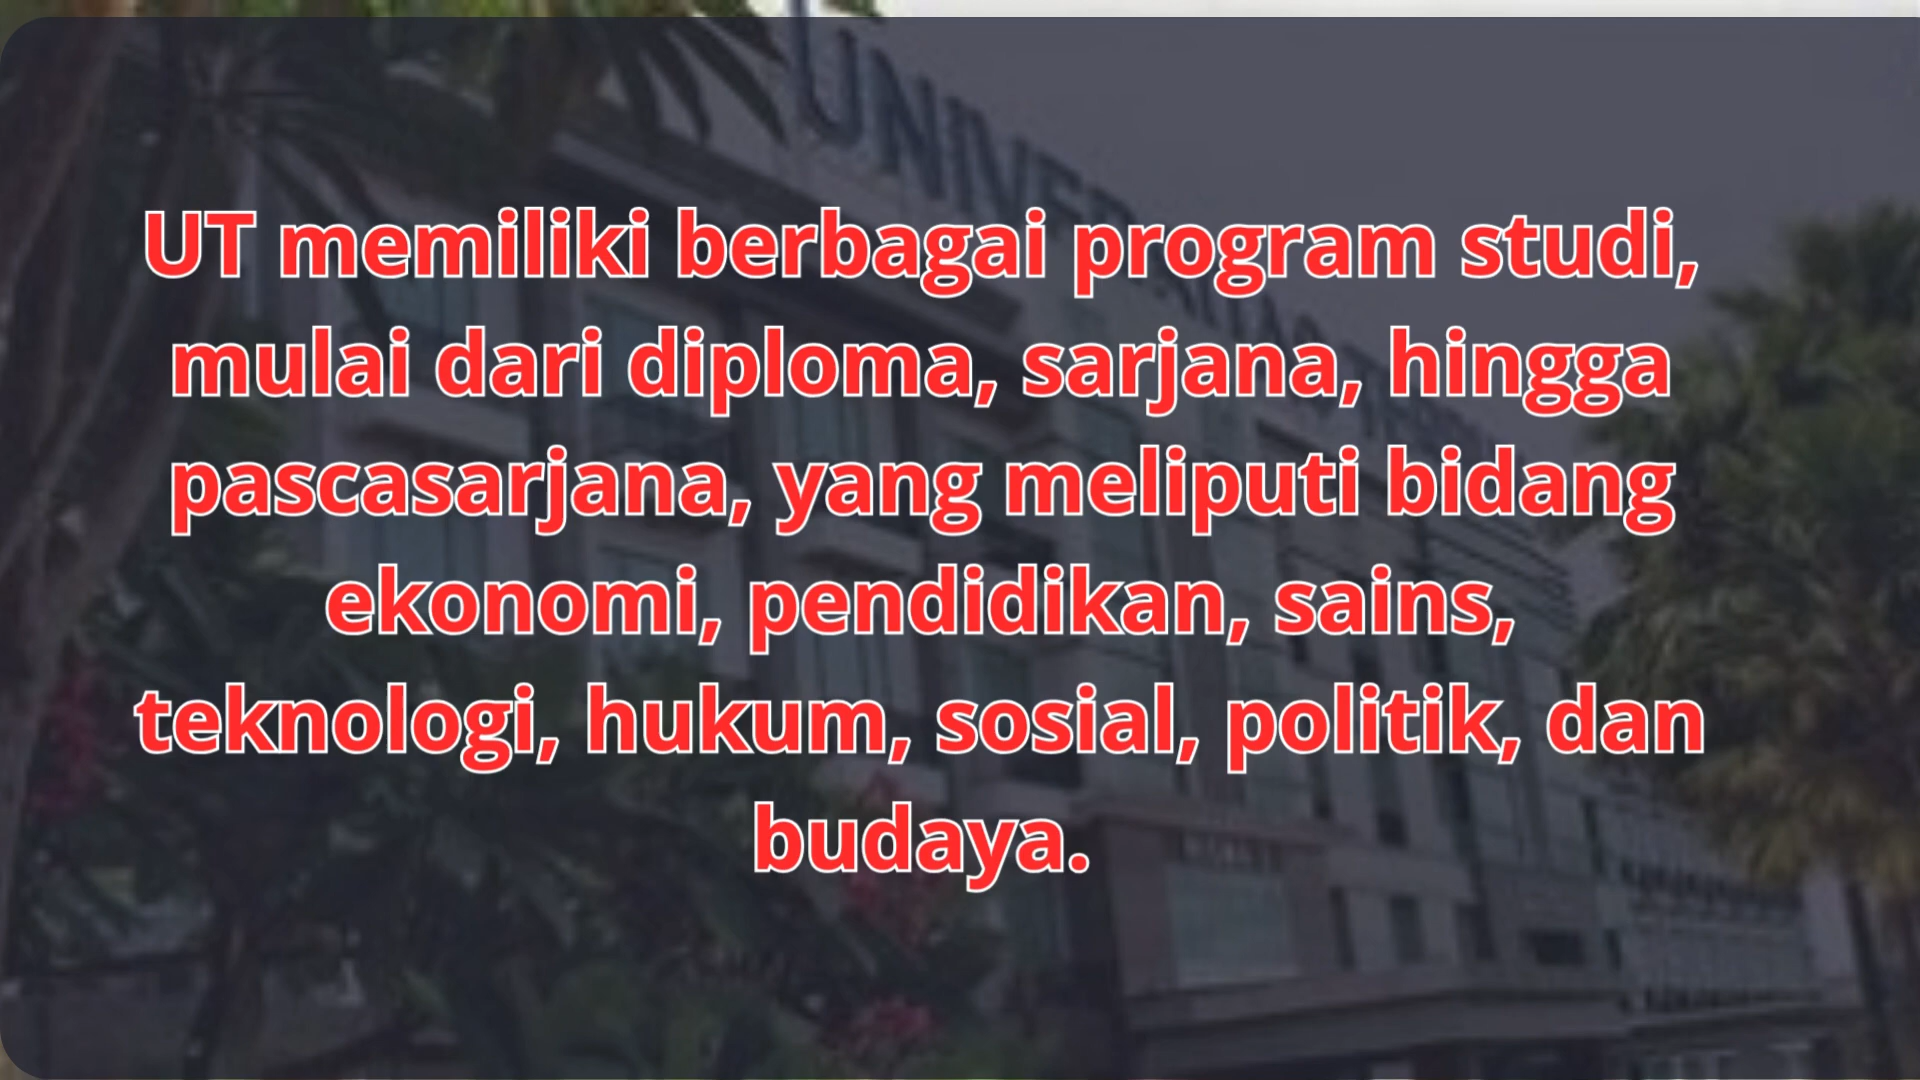 UNIVERSITAS
UT memiliki berbagai program studi,
mulai dari diploma, sarjana, hingga
pascasarjana, yang meliputi bidang
ekonomi, pendidikan, sains,
teknologi, hukum, sosial, politik, dan
budaya.